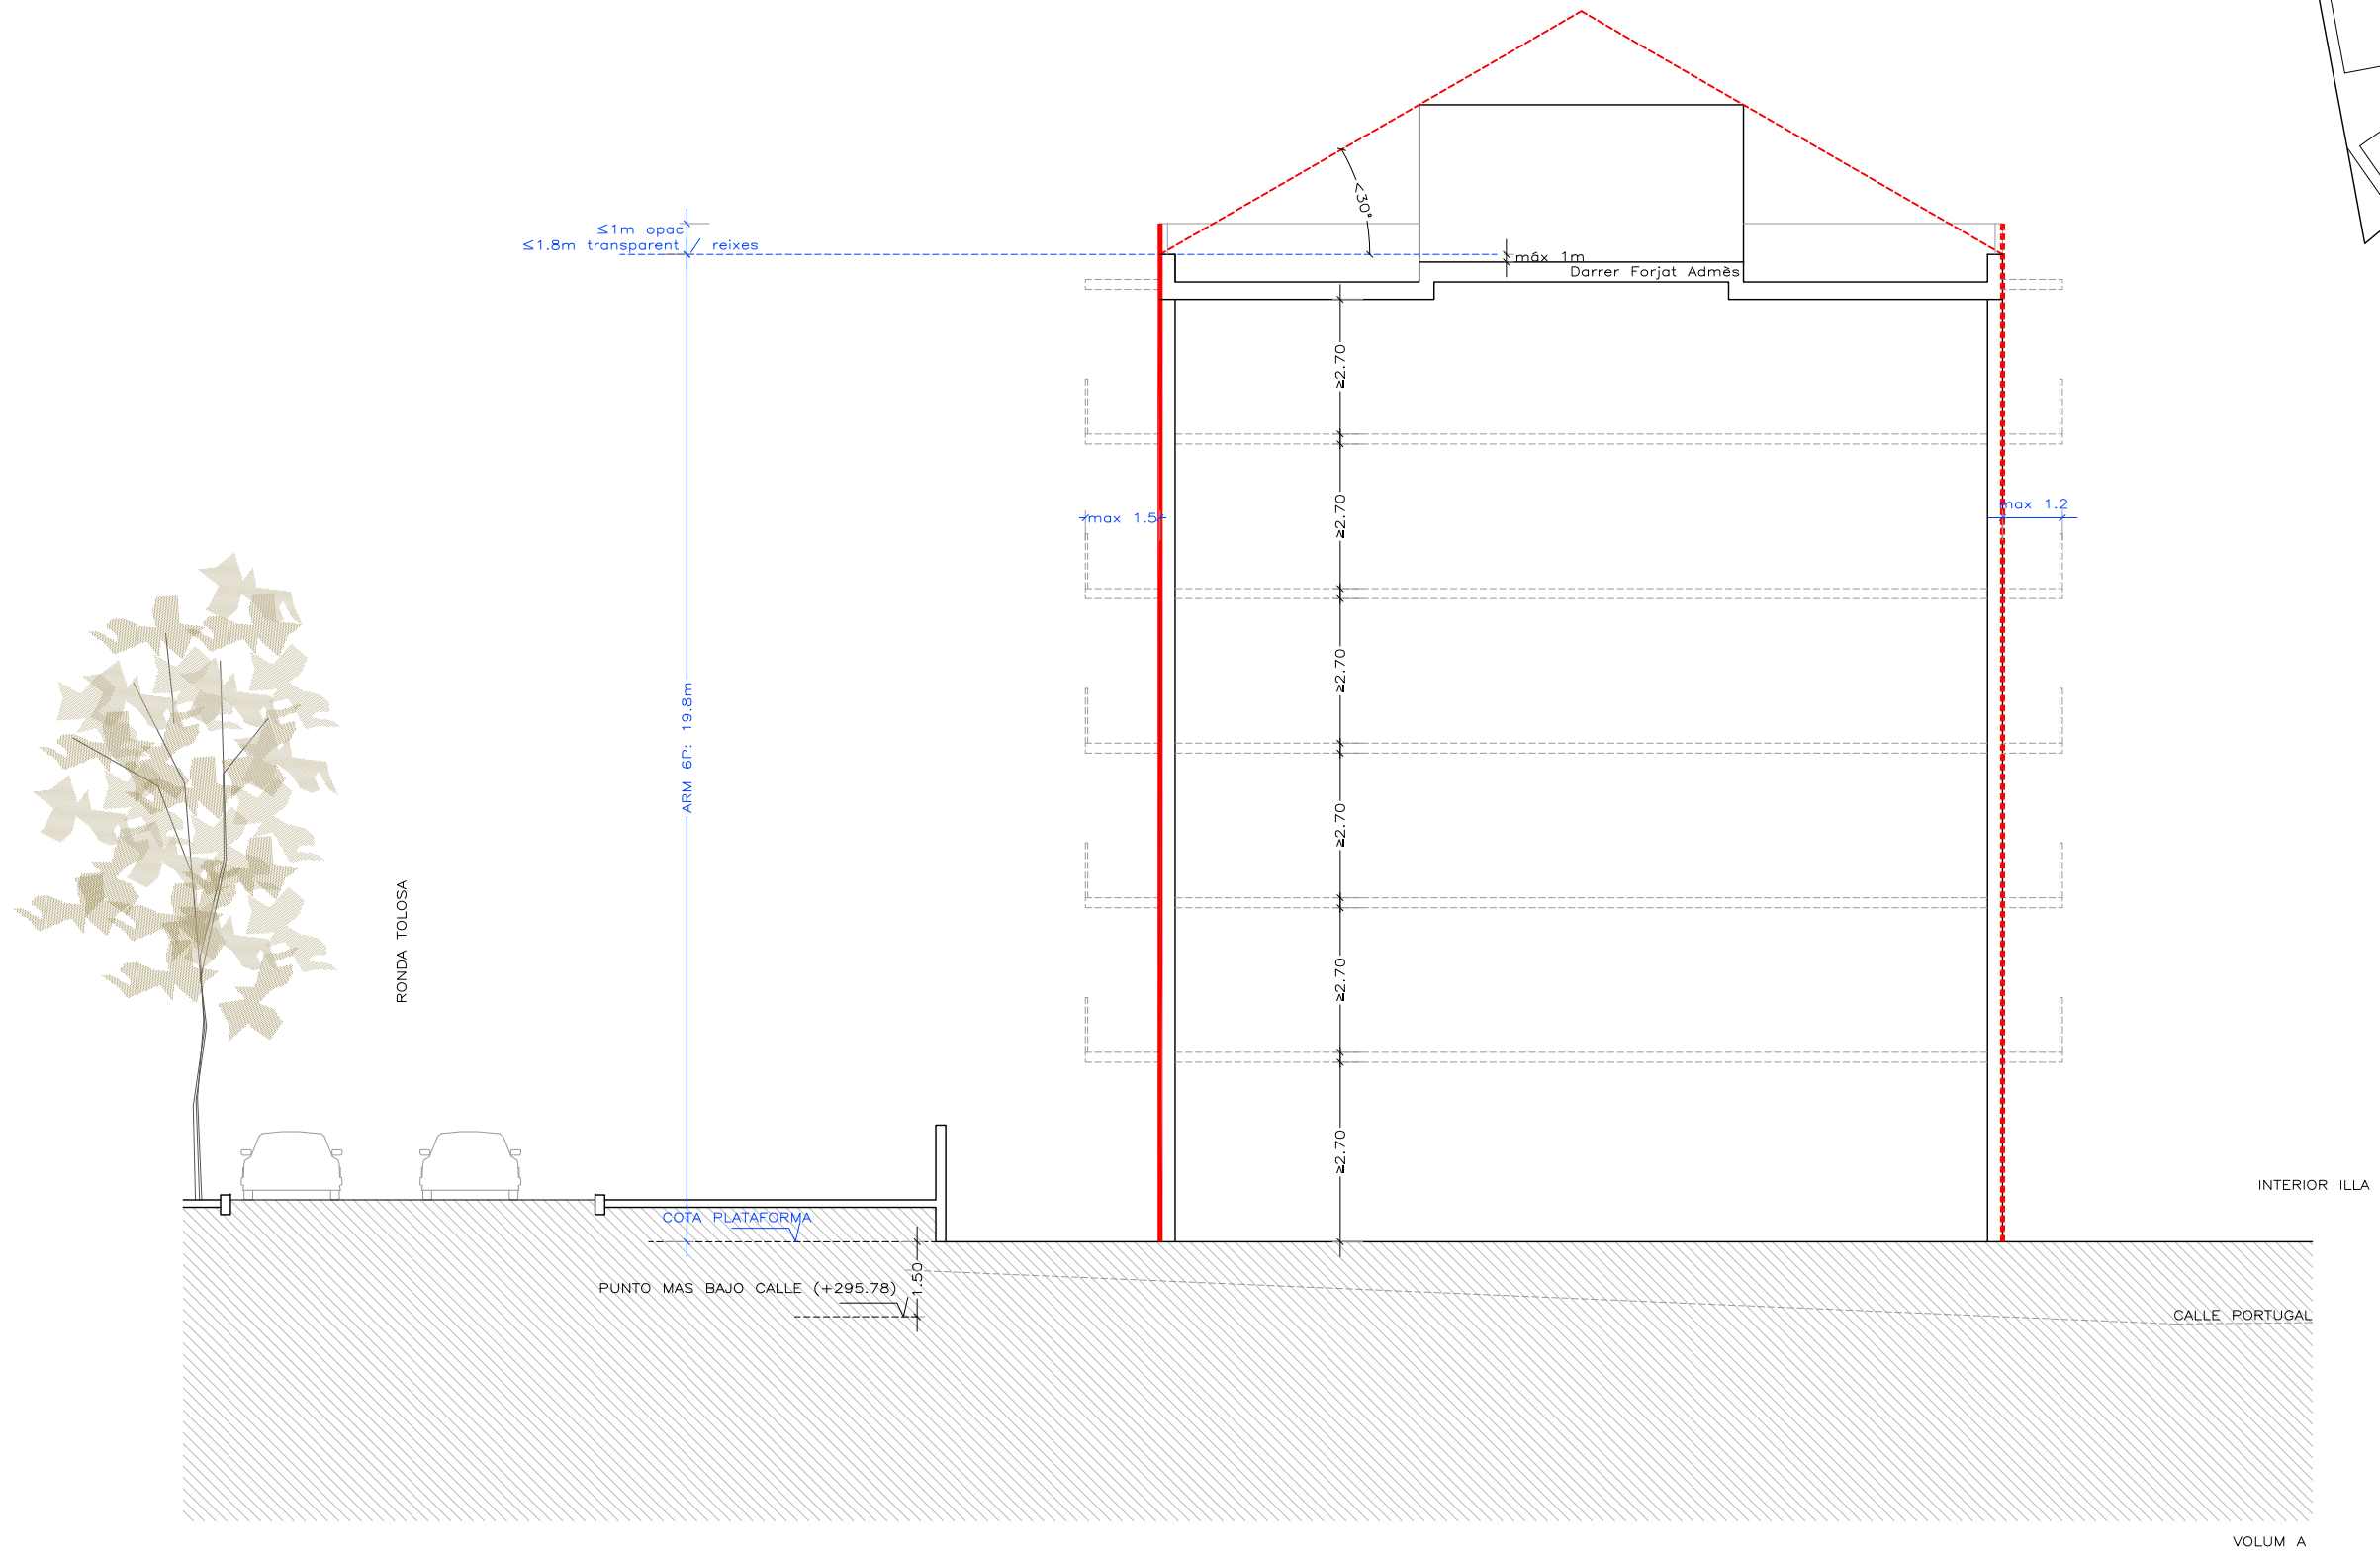 ≤1m opac
≤1.8m transparent / reixes
<30°
máx 1m
Darrer Forjat Admès
≥2.70
≥2.70
≥2.70
≥2.70
≥2.70
≥2.70
max 1.5
max 1.2
ARM 6P: 19.8m
RONDA TOLOSA
COTA PLATAFORMA
PUNTO MAS BAJO CALLE (+295.78)
1.50
INTERIOR ILLA
CALLE PORTUGAL
VOLUM A